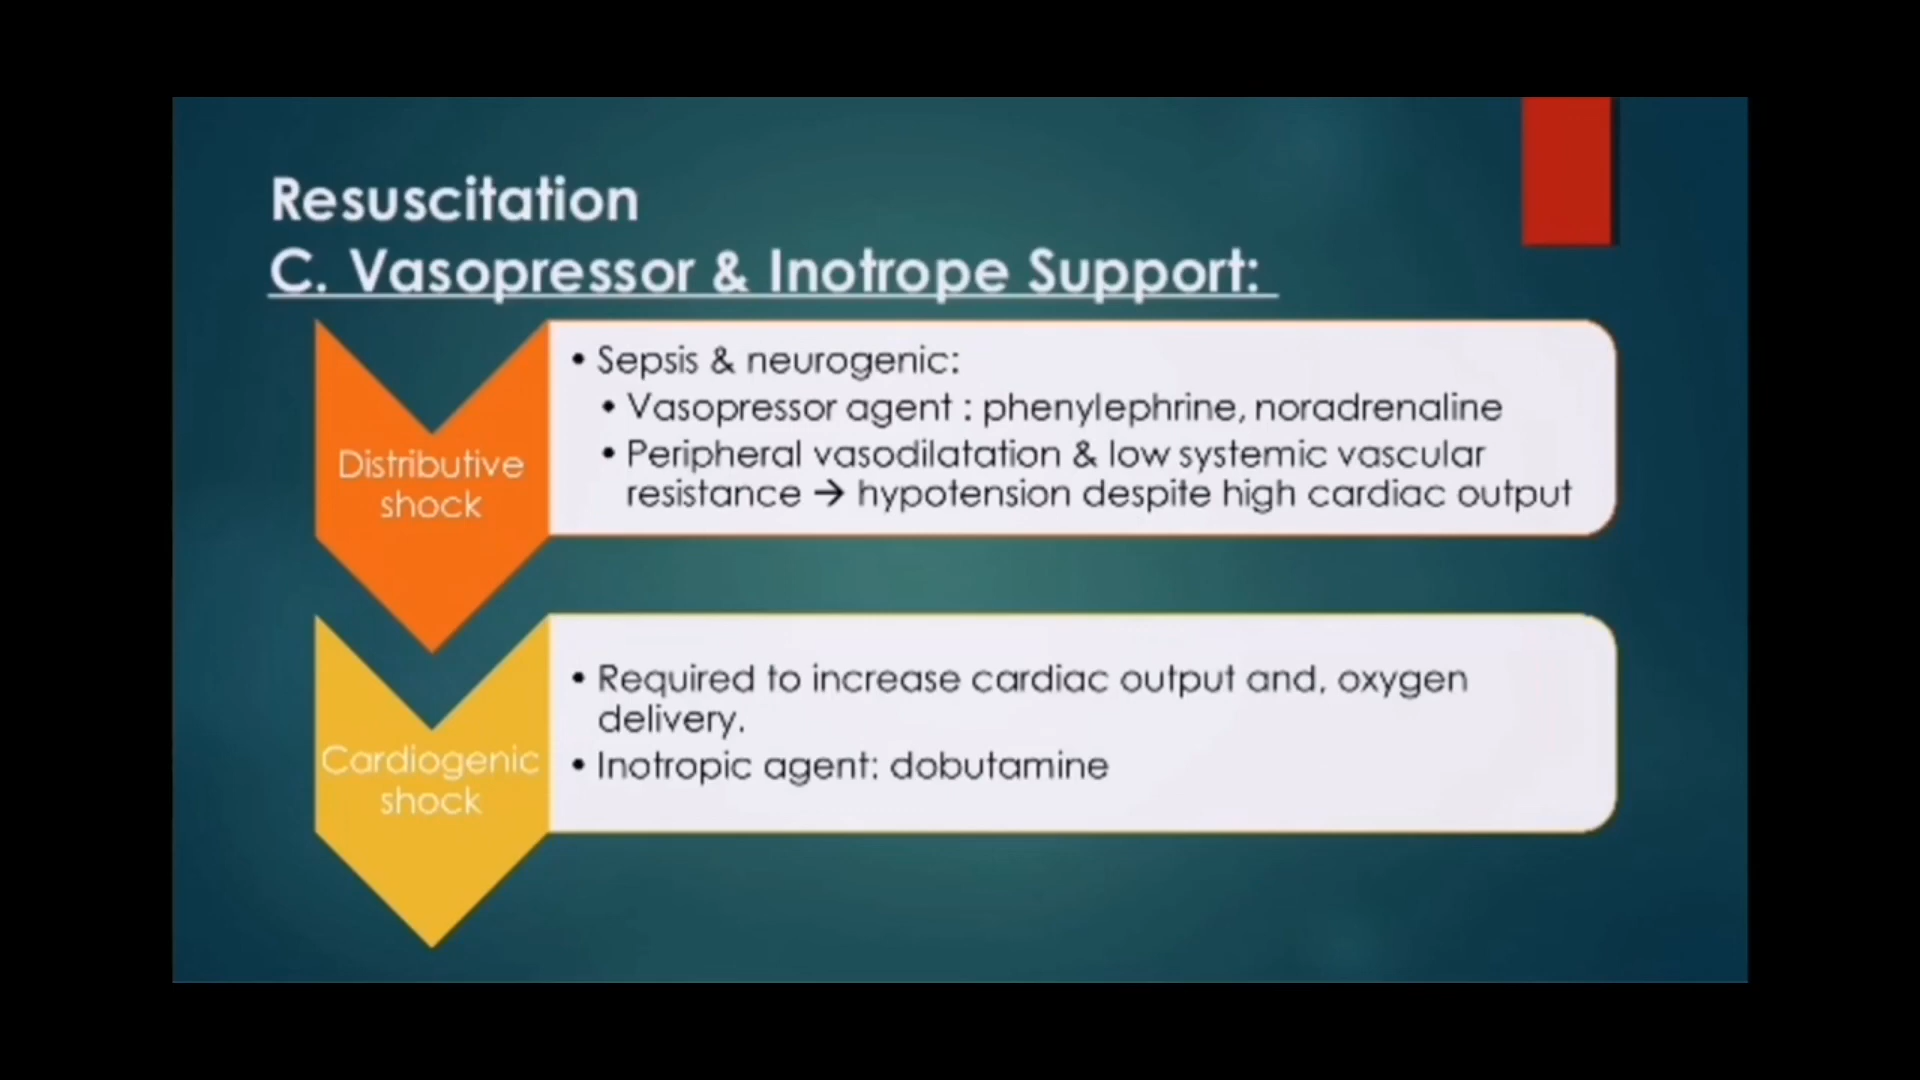 Resuscitation
C. Vasopressor & Inotrope Support:
Distributive
shock
• Sepsis & neurogenic:
• Vasopressor agent : phenylephrine, noradrenaline
• Peripheral vasodilatation & low systemic vascular
resistance → hypotension despite high cardiac output
Cardiogenic
shock
• Required to increase cardiac output and, oxygen
delivery.
• Inotropic agent: dobutamine